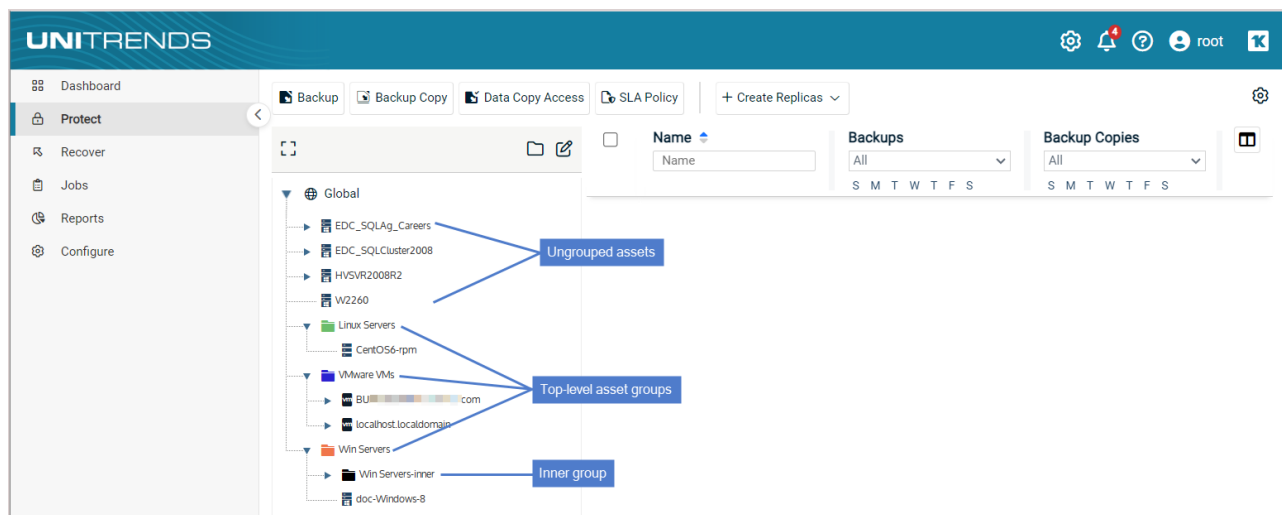 UNITRENDS
4
root
Dashboard
Protect
Recover
Jobs
Reports
Configure
Backup
Backup Copy
Data Copy Access
SLA Policy
+ Create Replicas
Name
Name
Backups
All
S M T W T F S
Backup Copies
All
S M T W T F S
Global
EDC_SQLAg_Careers
EDC_SQLCluster2008
HVSVR2008R2
W2260
Linux Servers
CentOS6-rpm
VMware VMs
BU com
localhost.localdomain
Win Servers
Win Servers-inner
doc-Windows-8
Ungrouped assets
Top-level asset groups
Inner group